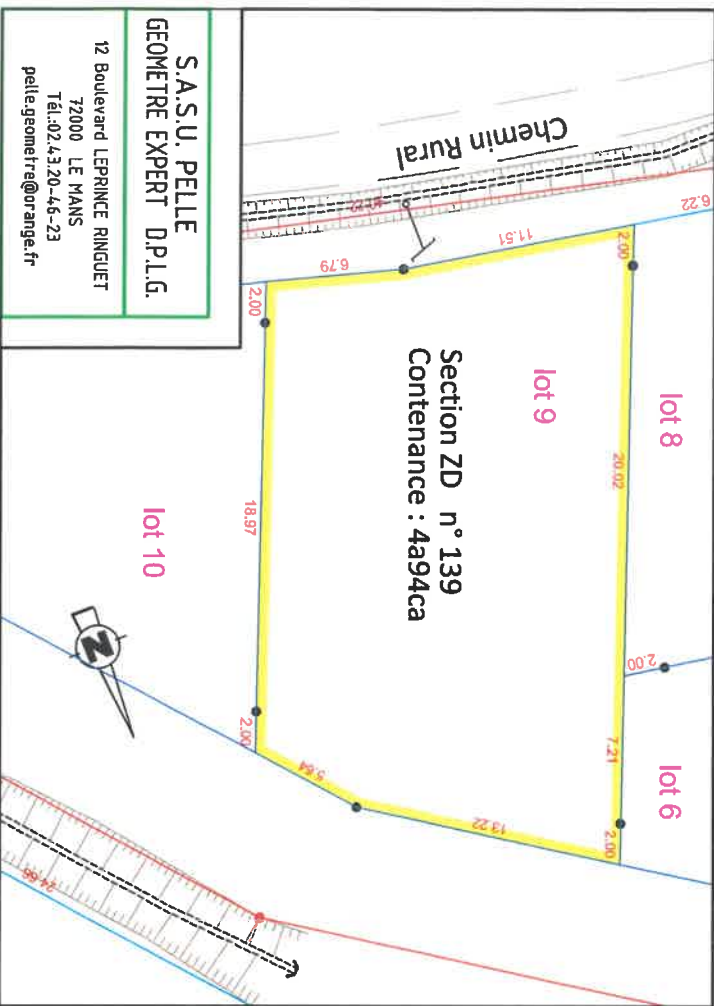 S.A.S.U. PELLE
GEOMETRE EXPERT D.P.L.G.
12 Boulevard LEPRINCE RINGUET
72000 LE MANS
Tél.:02.43.20-46-23
pelle.geometre@orange.fr
Chemin Rural
6.22
11.51
6.79
2.00
2.00
lot 8
lot 9
20.02
Section ZD n° 139
Contenance : 4a94ca
18.97
lot 10
2.00
7.21
lot 6
2.00
2.00
5.64
13.22
N
24.66